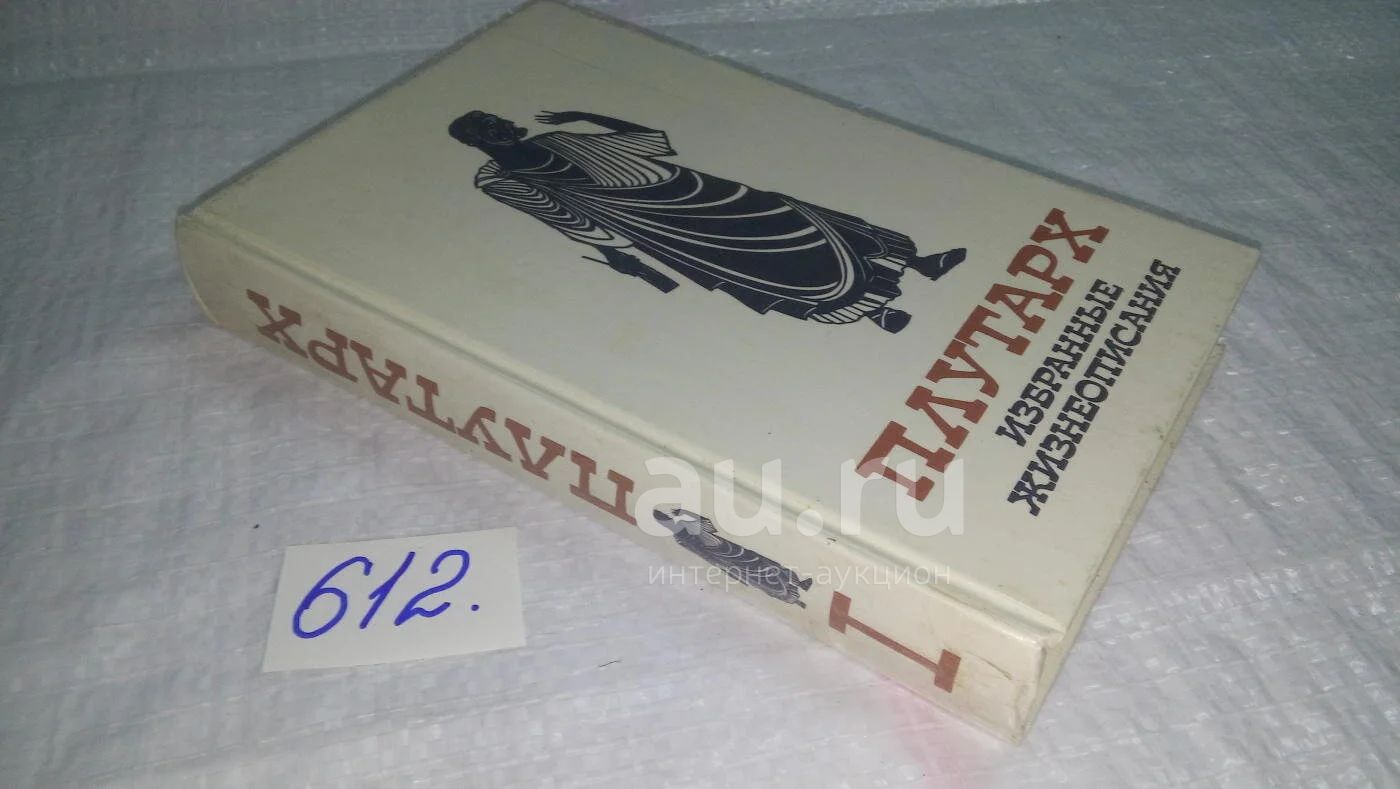 ПЛУТАРХ
ИЗБРАННЫЕ
ЖИЗНЕОПИСАНИЯ
ПЛУТАРХ
I
612.
au.ru
интернет-аукцион